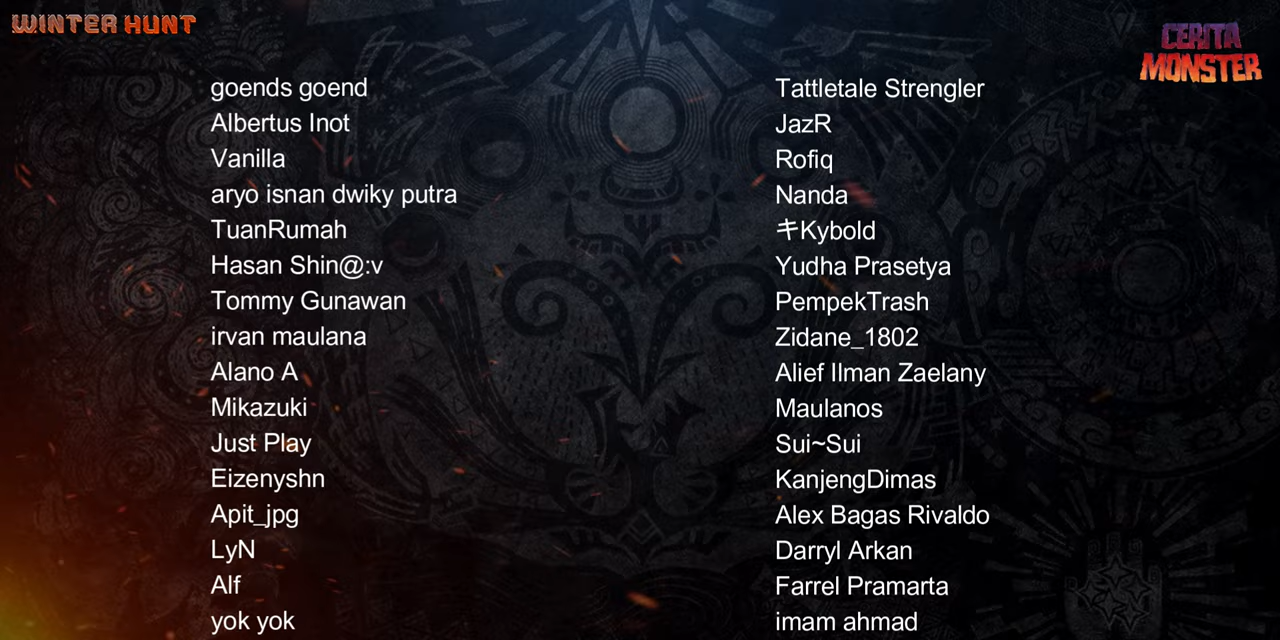 WINTER HUNT
CERITA
MONSTER
goends goend
Albertus Inot
Vanilla
aryo isnan dwiky putra
TuanRumah
Hasan Shin@:v
Tommy Gunawan
irvan maulana
Alano A
Mikazuki
Just Play
Eizenyshn
Apit_jpg
LyN
Alf
yok yok
Tattletale Strengler
JazR
Rofiq
Nanda
キKybold
Yudha Prasetya
PempekTrash
Zidane_1802
Alief Ilman Zaelany
Maulanos
Sui~Sui
KanjengDimas
Alex Bagas Rivaldo
Darryl Arkan
Farrel Pramarta
imam ahmad